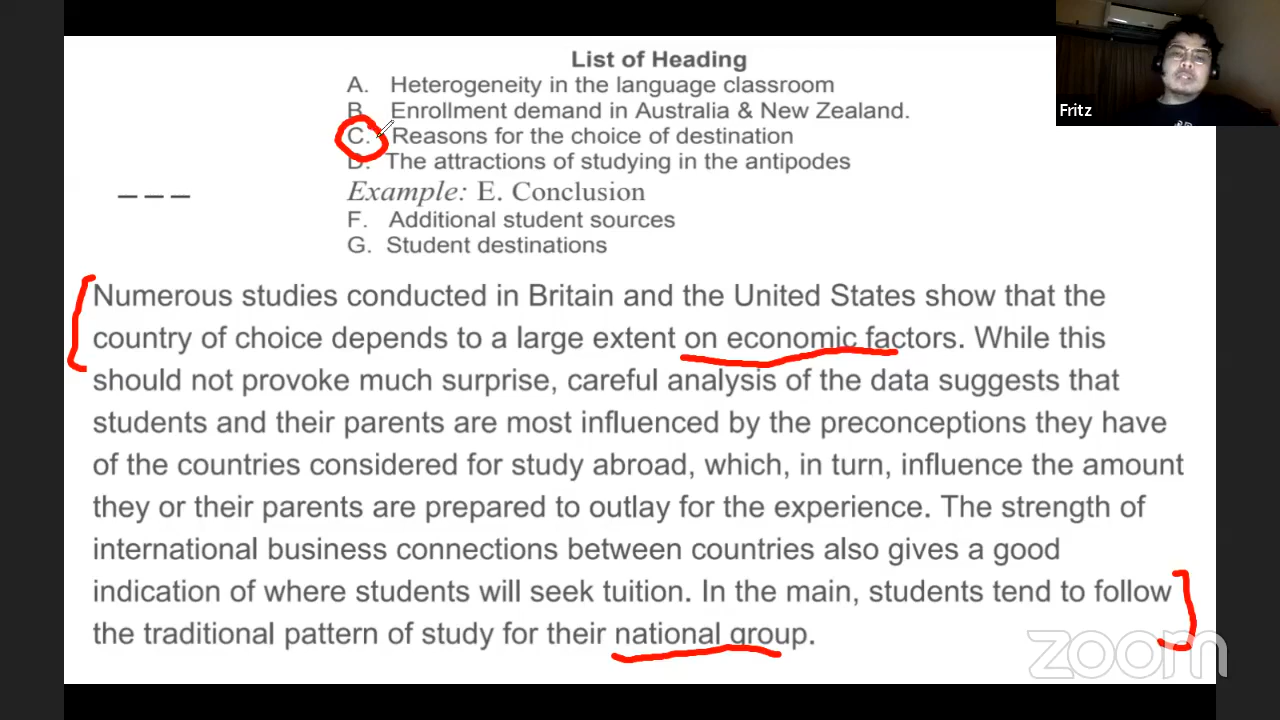 List of Heading
A. Heterogeneity in the language classroom
B. Enrollment demand in Australia & New Zealand.
C. Reasons for the choice of destination
D. The attractions of studying in the antipodes
Example: E. Conclusion
F. Additional student sources
G. Student destinations
Fritz
Numerous studies conducted in Britain and the United States show that the
country of choice depends to a large extent on economic factors. While this
should not provoke much surprise, careful analysis of the data suggests that
students and their parents are most influenced by the preconceptions they have
of the countries considered for study abroad, which, in turn, influence the amount
they or their parents are prepared to outlay for the experience. The strength of
international business connections between countries also gives a good
indication of where students will seek tuition. In the main, students tend to follow
the traditional pattern of study for their national group.
zoom